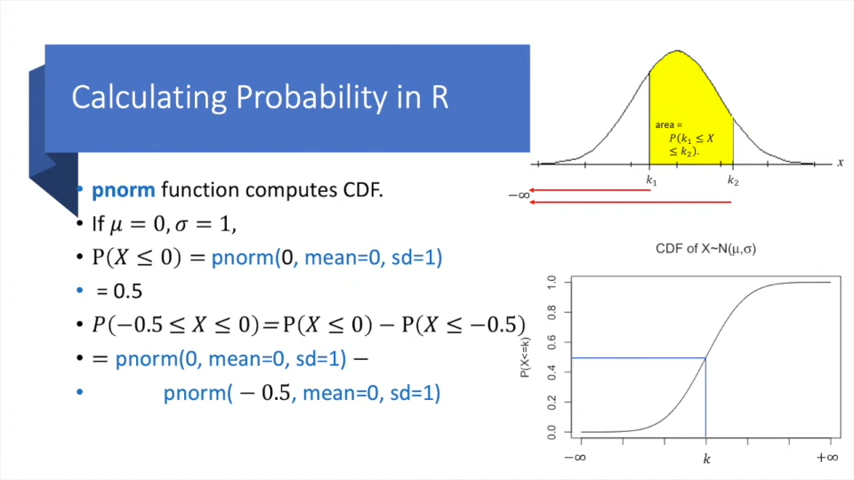 Calculating Probability in R
• pnorm function computes CDF.
• If μ = 0, σ = 1,
• P(X ≤ 0) = pnorm(0, mean=0, sd=1)
• = 0.5
• P(−0.5 ≤ X ≤ 0)=P(X ≤ 0) − P(X ≤ −0.5)
• = pnorm(0, mean=0, sd=1) −
• pnorm( − 0.5, mean=0, sd=1)
area =
P(k₁ ≤ X
≤ k₂).
x
k₁ k₂
−∞
CDF of X~N(μ,σ)
P(X<=k)
1.0
0.8
0.6
0.4
0.2
0.0
−∞ k +∞